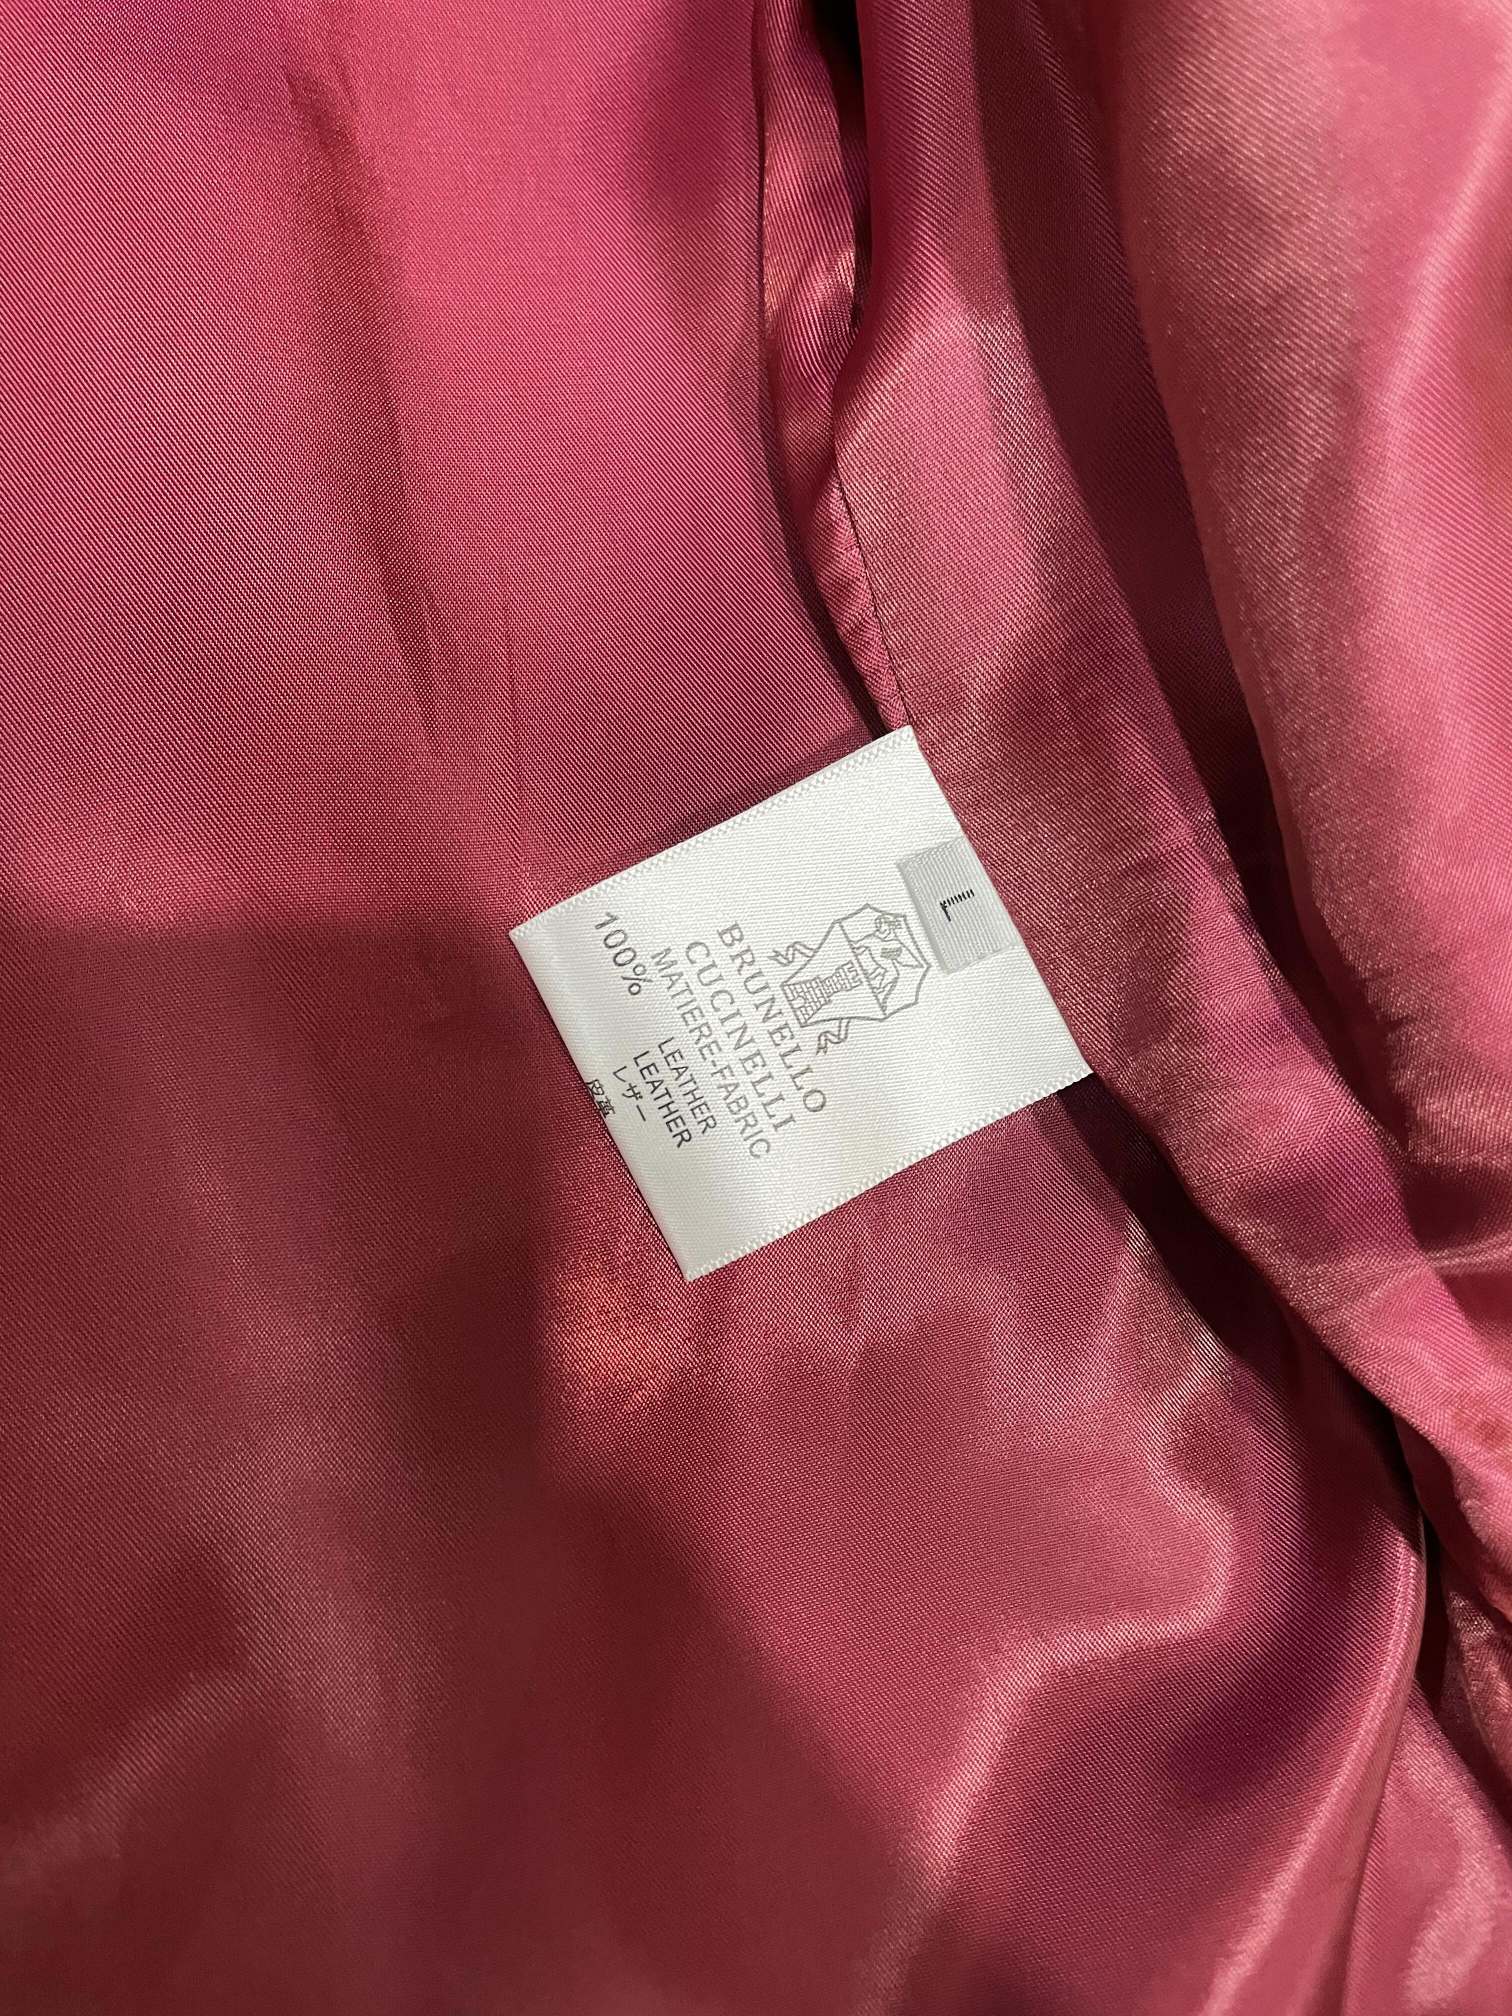 L
BRUNELLO
CUCINELLI
MATIERE-FABRIC
100% LEATHER
LEATHER
レザー
皮革